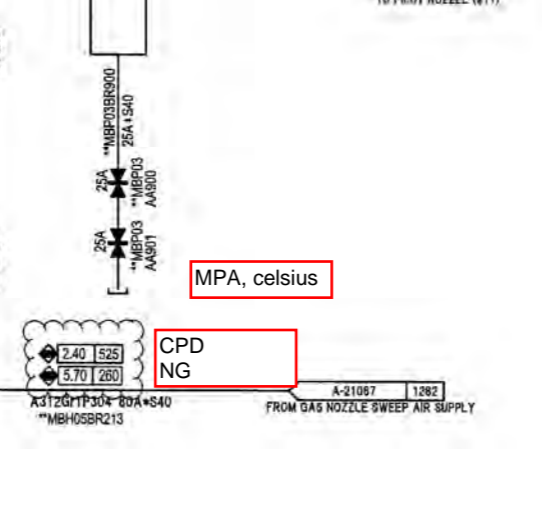 **MBP03BR900
25A*S40
25A
**MBP03
AA900
25A
**MBP03
AA901
MPA, celsius
2.40 525
5.70 260
CPD
NG
A312GrTP304 80A*S40
**MBH05BR213
A-21067 1282
FROM GAS NOZZLE SWEEP AIR SUPPLY